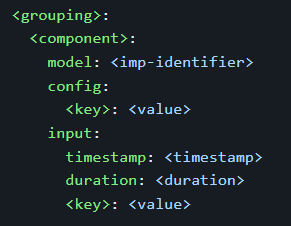 <grouping>:
  <component>:
    model: <imp-identifier>
    config:
      <key>: <value>
    input:
      timestamp: <timestamp>
      duration: <duration>
      <key>: <value>